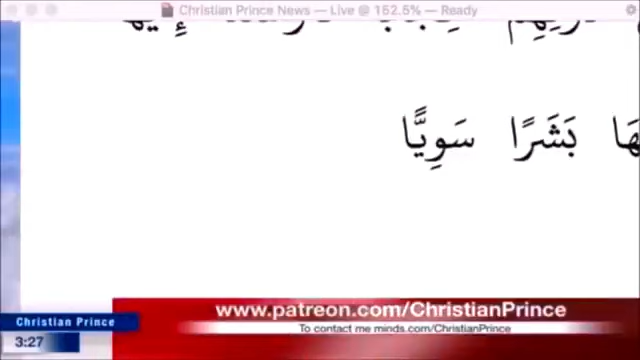 Christian Prince News — Live @ 152.5% — Ready
بَشَرًا سَوِيًّا
www.patreon.com/ChristianPrince
Christian Prince
To contact me minds.com/ChristianPrince
3:27